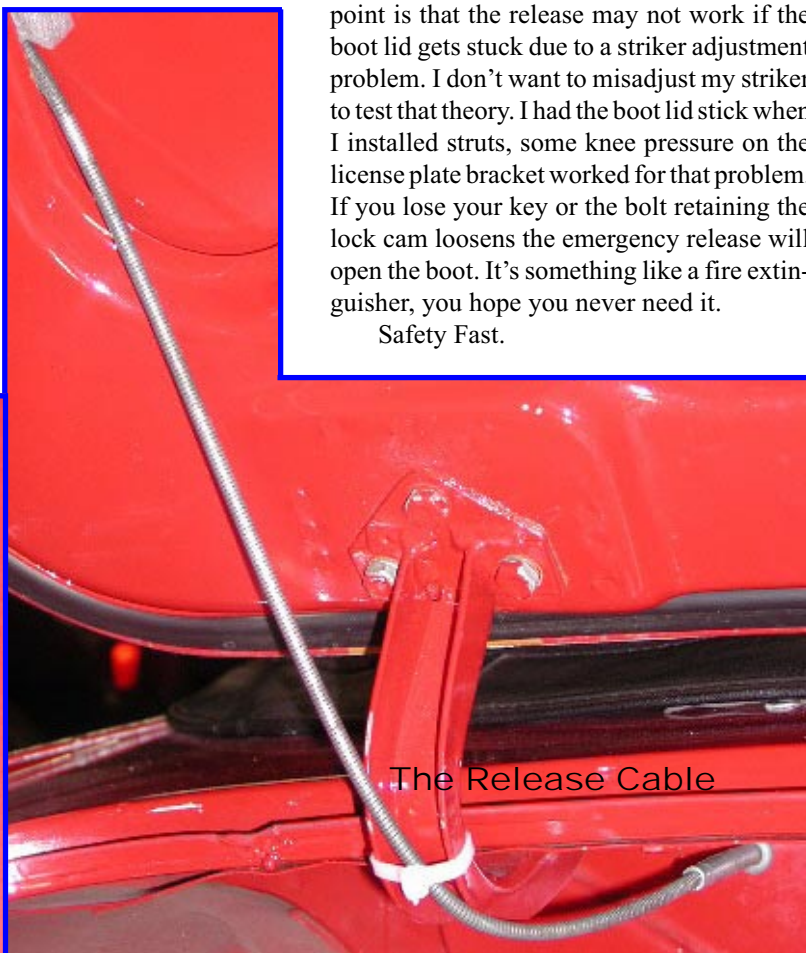 point is that the release may not work if the
boot lid gets stuck due to a striker adjustment
problem. I don’t want to misadjust my striker
to test that theory. I had the boot lid stick when
I installed struts, some knee pressure on the
license plate bracket worked for that problem.
If you lose your key or the bolt retaining the
lock cam loosens the emergency release will
open the boot. It’s something like a fire extin-
guisher, you hope you never need it.
Safety Fast.
The Release Cable